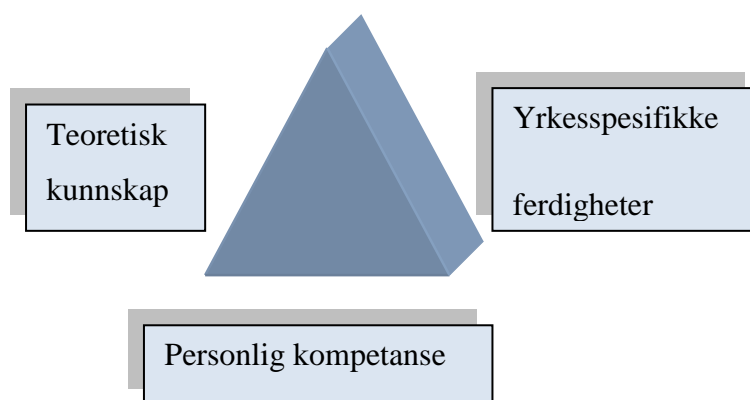 Teoretisk
kunnskap
Yrkesspesifikke
ferdigheter
Personlig kompetanse